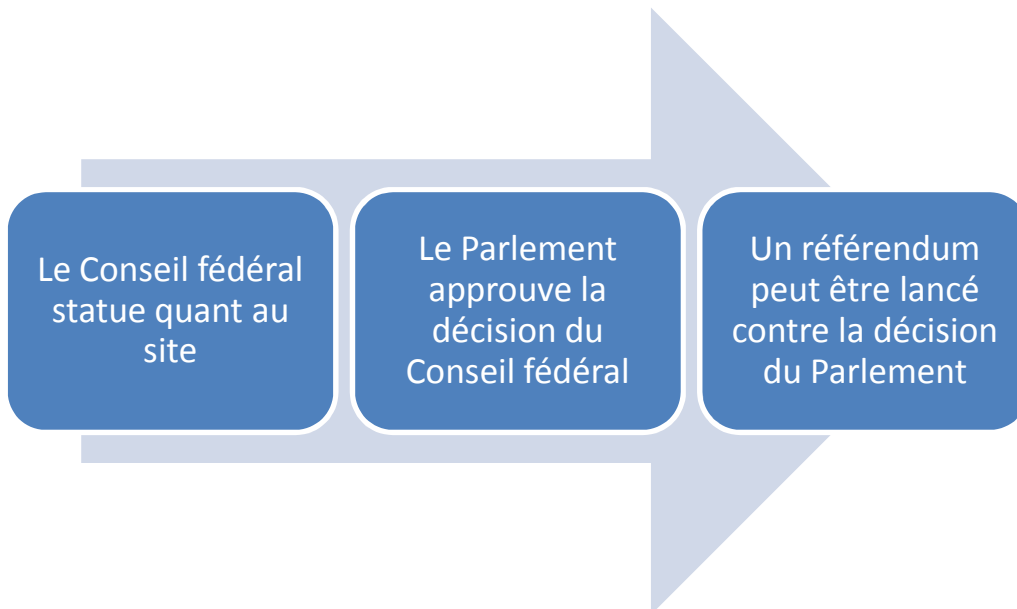 Le Conseil fédéral
statue quant au
site
Le Parlement
approuve la
décision du
Conseil fédéral
Un référendum
peut être lancé
contre la décision
du Parlement